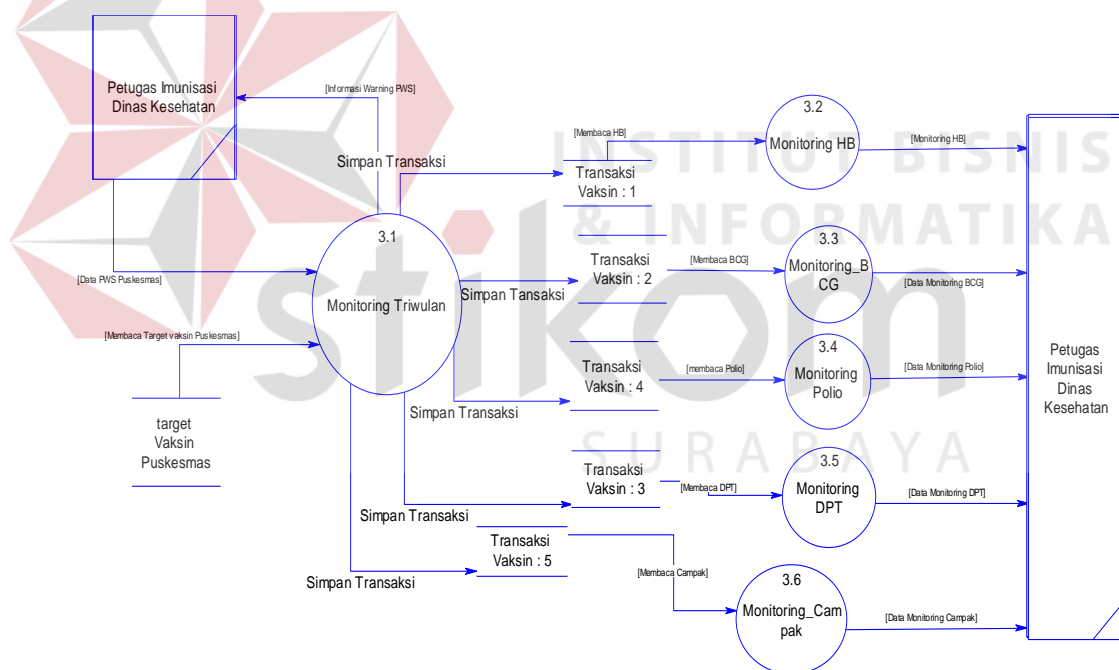 Petugas Imunisasi
Dinas Kesehatan
[Informasi Warning PWS]
Simpan Transaksi
[Membaca HB]
3.2
Monitoring HB
[Monitoring HB]
INSTITUT BISNIS
& INFORMATIKA
stikom
SURABAYA
Transaksi
Vaksin : 1
3.1
Monitoring Triwulan
[Data PWS Puskesmas]
[Membaca Target vaksin Puskesmas]
target
Vaksin
Puskesmas
Simpan Tansaksi
Transaksi
Vaksin : 2
[Membaca BCG]
3.3
Monitoring_B
CG
[Data Monitoring BCG]
Simpan Transaksi
Transaksi
Vaksin : 4
[membaca Polio]
3.4
Monitoring
Polio
[Data Monitoring Polio]
Petugas
Imunisasi
Dinas
Kesehatan
Simpan Transaksi
Transaksi
Vaksin : 3
[Membaca DPT]
3.5
Monitoring
DPT
[Data Monitoring DPT]
Simpan Transaksi
Transaksi
Vaksin : 5
[Membaca Campak]
3.6
Monitoring_Cam
pak
[Data Monitoring Campak]